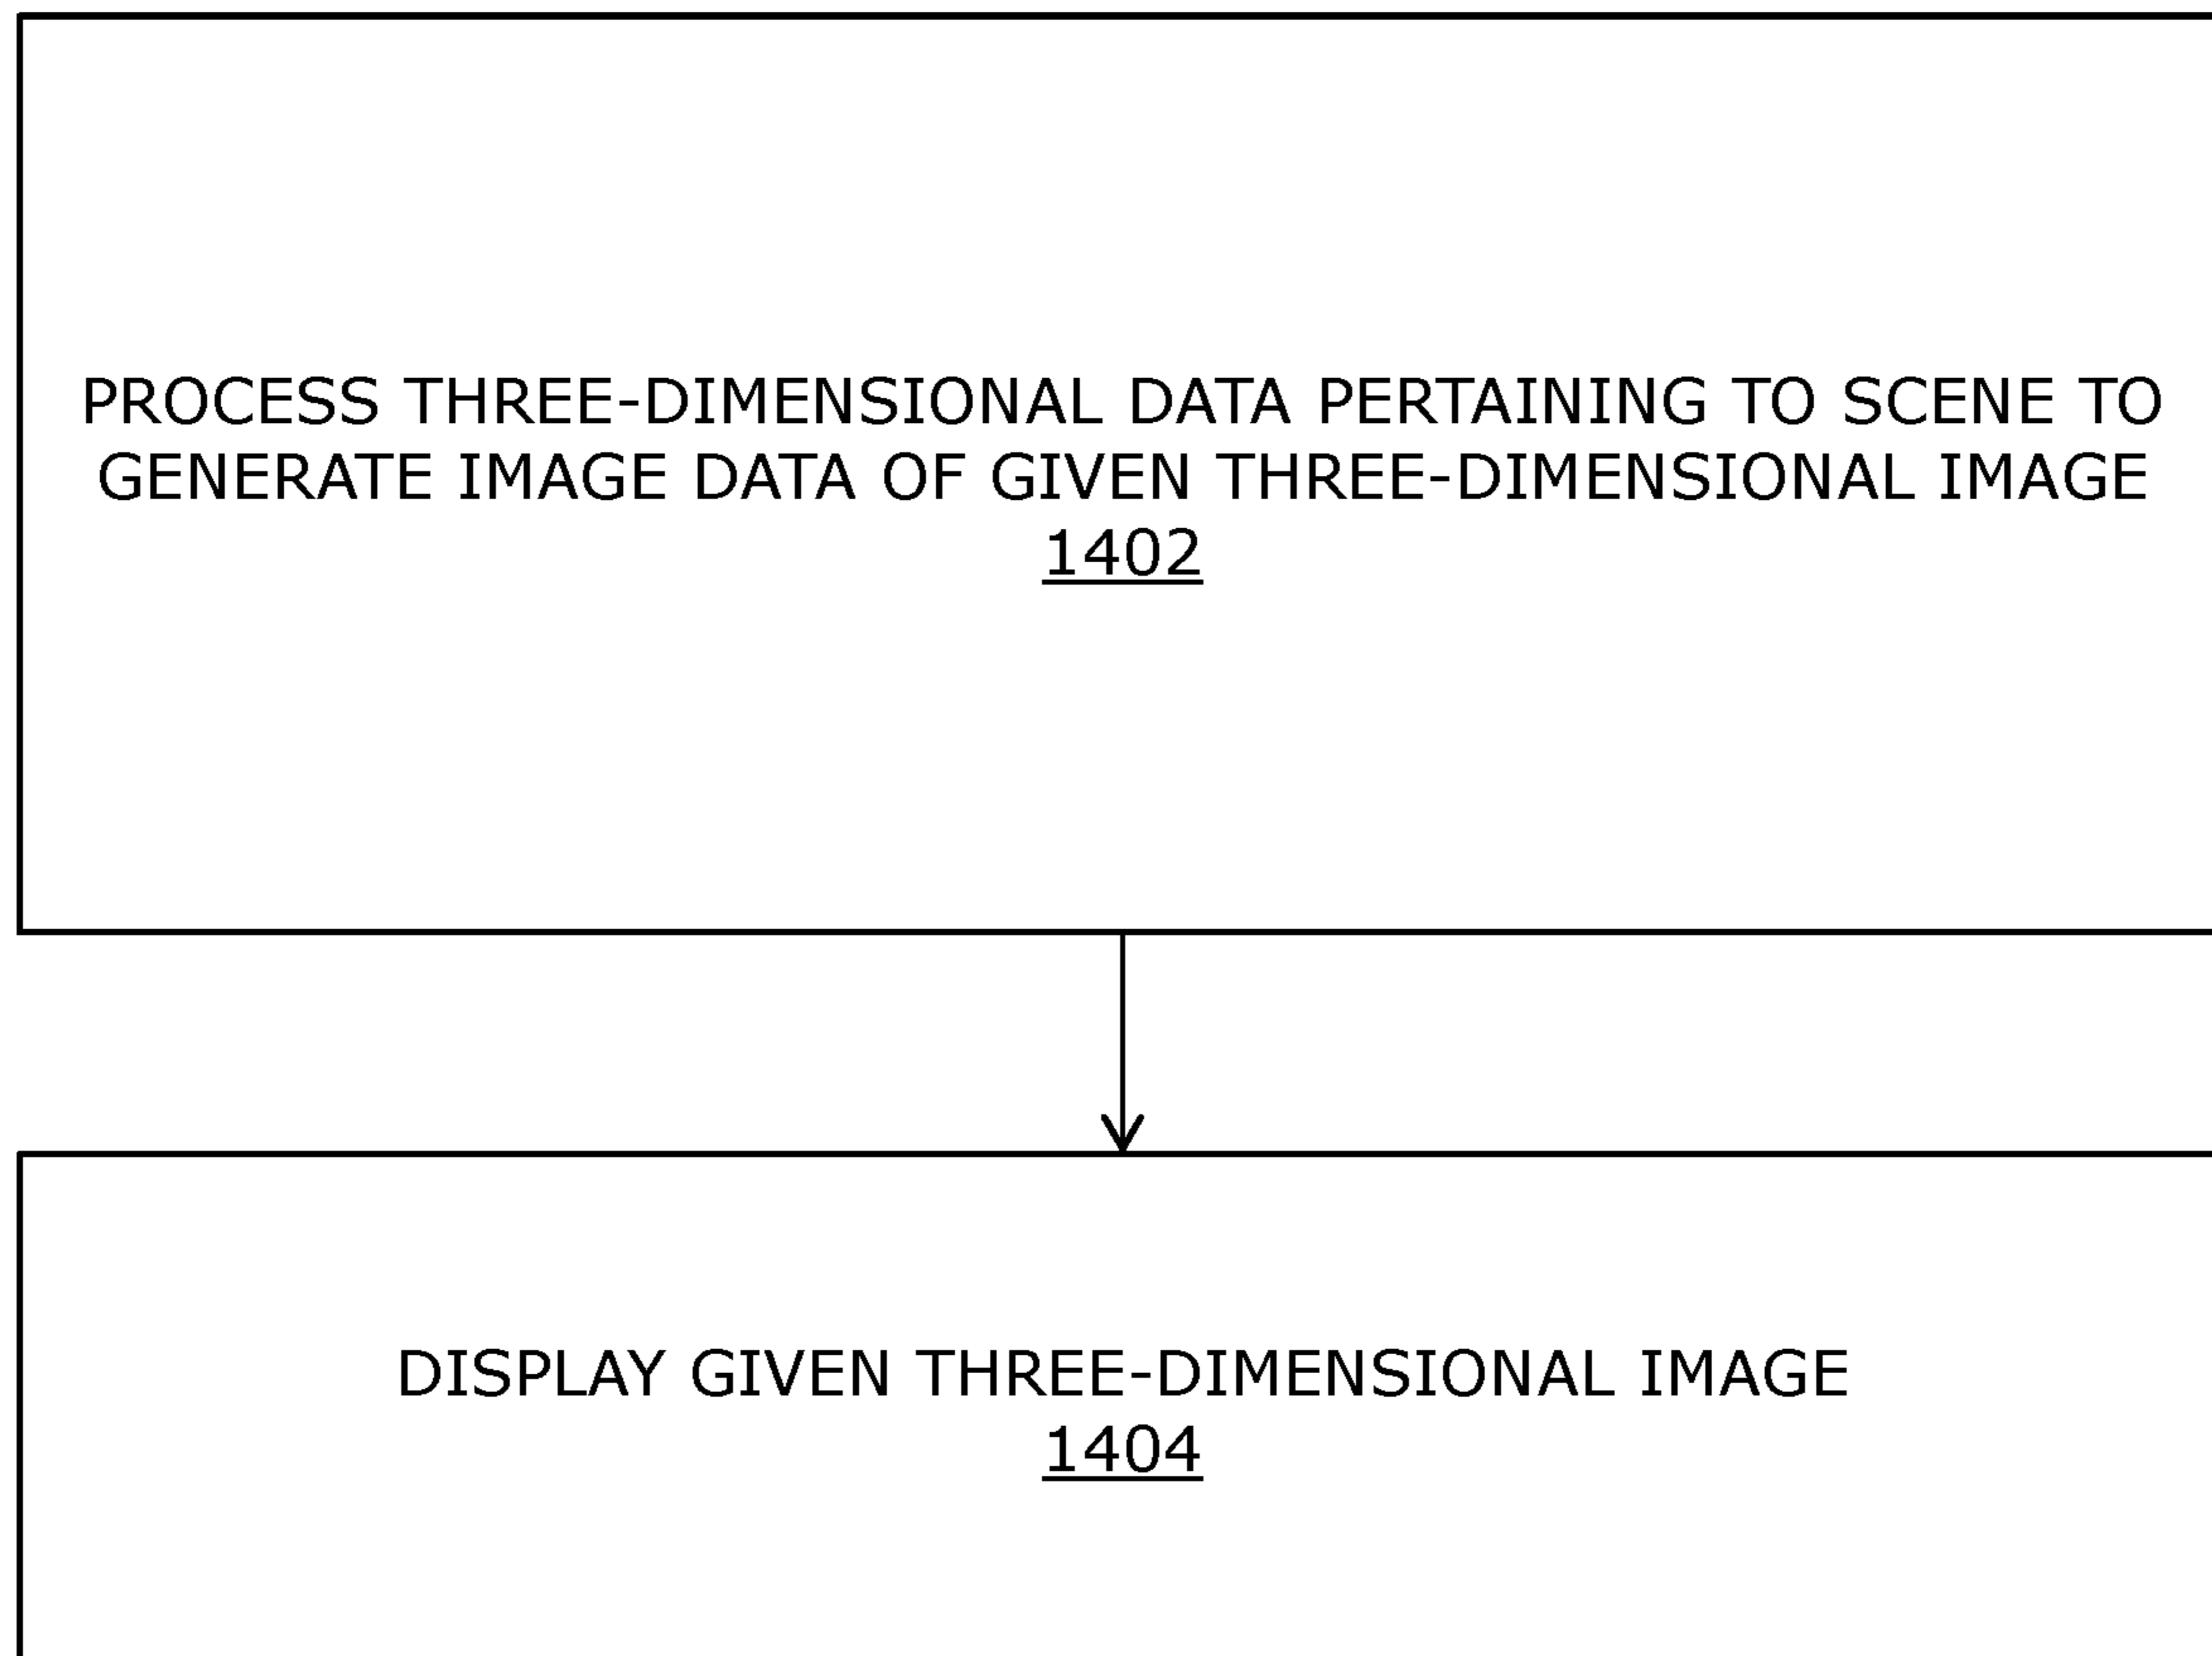 PROCESS THREE-DIMENSIONAL DATA PERTAINING TO SCENE TO
GENERATE IMAGE DATA OF GIVEN THREE-DIMENSIONAL IMAGE
1402
DISPLAY GIVEN THREE-DIMENSIONAL IMAGE
1404